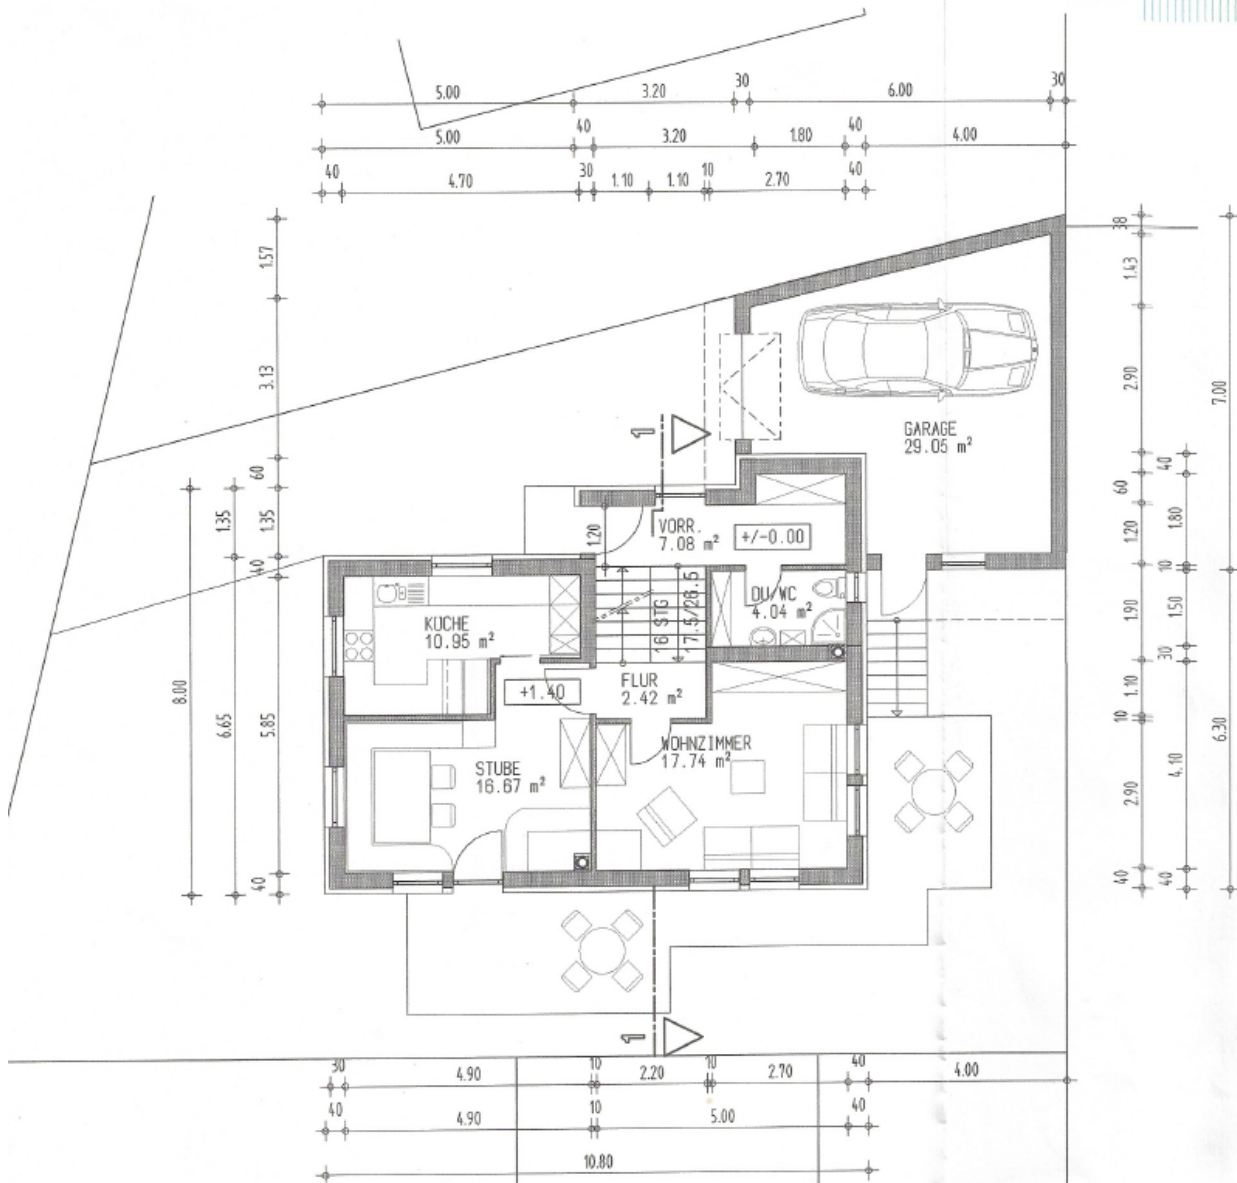 30 30
5.00 3.20 6.00
40 40
5.00 3.20 1.80 4.00
40 30 10 40
4.70 1.10 1.10 2.70
1.57
3.13
60
1.35
1.35
40
8.00
6.65
5.85
40
38
1.43
2.90
7.00
40
60
1.80
1.20
10
1.90
1.50
30
1.10
10
6.30
4.10
2.90
40
40
GARAGE
29.05 m²
1
1.20
VORR.
7.08 m²
+/-0.00
16 STG
17.5/26.5
DU/WC
4.04 m²
KÜCHE
10.95 m²
+1.40
FLUR
2.42 m²
WOHNZIMMER
17.74 m²
STUBE
16.67 m²
1
30 10 10 40
4.90 2.20 2.70 4.00
40 10 40
4.90 5.00
10.80